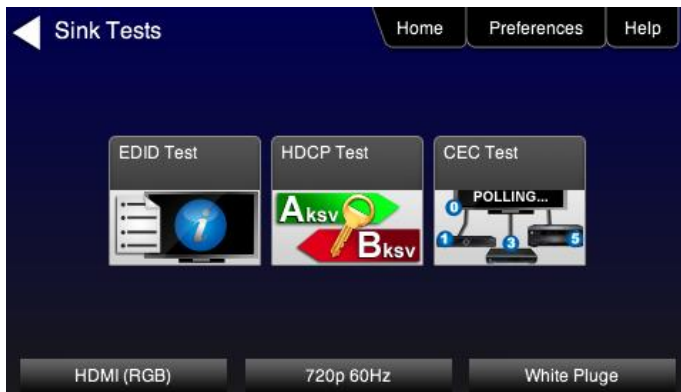 Sink Tests
Home
Preferences
Help
EDID Test
HDCP Test
CEC Test
i
Aksv
Bksv
POLLING...
0
1
3
5
HDMI (RGB)
720p 60Hz
White Pluge